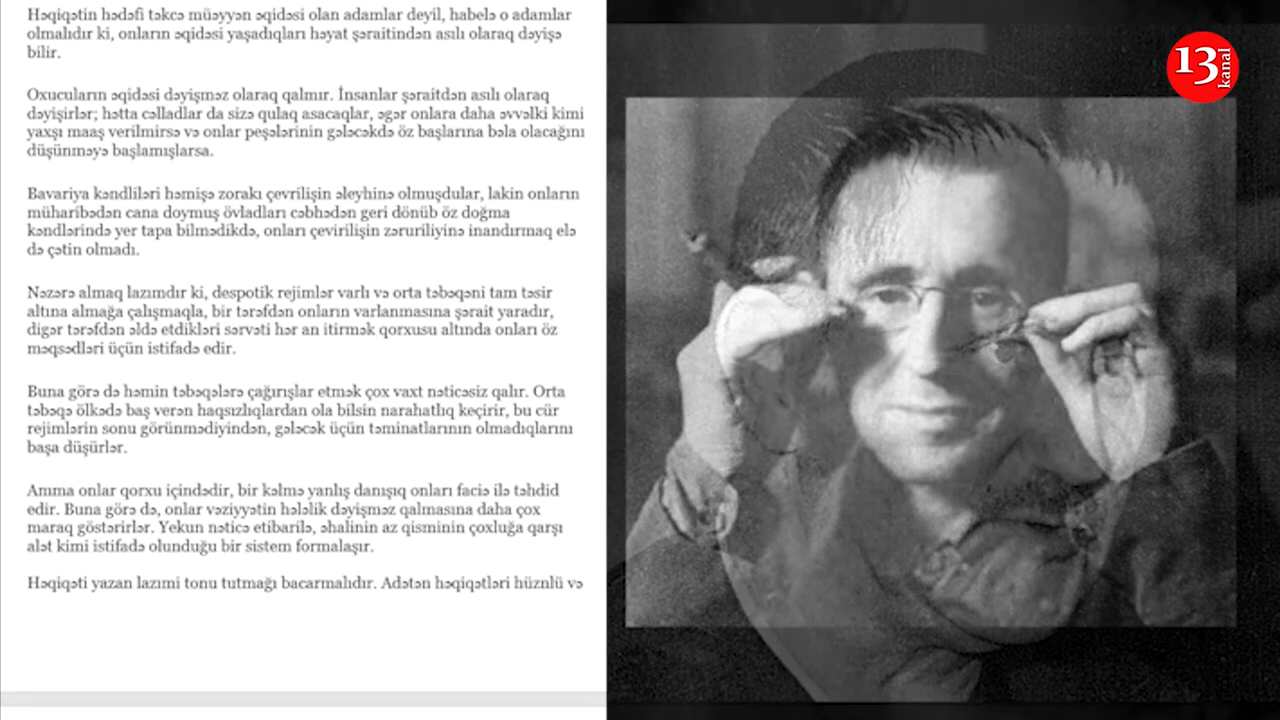 Həqiqətin hədəfi təkcə müəyyən əqidəsi olan adamlar deyil, habelə o adamlar
olmalıdır ki, onların əqidəsi yaşadıqları həyat şəraitindən asılı olaraq dəyişə
bilir.
Oxucuların əqidəsi dəyişməz olaraq qalmır. İnsanlar şəraitdən asılı olaraq
dəyişirlər; hətta cəlladlar da sizə qulaq asacaqlar, əgər onlara daha əvvəlki kimi
yaxşı maaş verilmirsə və onlar peşələrinin gələcəkdə öz başlarına bəla olacağını
düşünməyə başlamışlarsa.
Bavariya kəndliləri həmişə zorakı çevrilişin əleyhinə olmuşdular, lakin onların
müharibədən cana doymuş övladları cəbhədən geri dönüb öz doğma
kəndlərində yer tapa bilmədikdə, onları çevirilişin zəruriliyinə inandırmaq elə
də çətin olmadı.
Nəzərə almaq lazımdır ki, despotik rejimlər varlı və orta təbəqəni tam təsir
altına almağa çalışmaqla, bir tərəfdən onların varlanmasına şərait yaradır,
digər tərəfdən əldə etdikləri sərvəti hər an itirmək qorxusu altında onları öz
məqsədləri üçün istifadə edir.
Buna görə də həmin təbəqələrə çağırışlar etmək çox vaxt nəticəsiz qalır. Orta
təbəqə ölkədə baş verən haqsızlıqlardan ola bilsin narahatlıq keçirir, bu cür
rejimlərin sonu görünmədiyindən, gələcək üçün təminatlarının olmadıqlarını
başa düşürlər.
Amma onlar qorxu içindədir, bir kəlmə yanlış danışıq onları faciə ilə təhdid
edir. Buna görə də, onlar vəziyyətin hələlik dəyişməz qalmasına daha çox
maraq göstərirlər. Yekun nəticə etibarilə, əhalinin az qisminin çoxluğa qarşı
alət kimi istifadə olunduğu bir sistem formalaşır.
Həqiqəti yazan lazımi tonu tutmağı bacarmalıdır. Adətən həqiqətləri hüznlü və
13 kanal